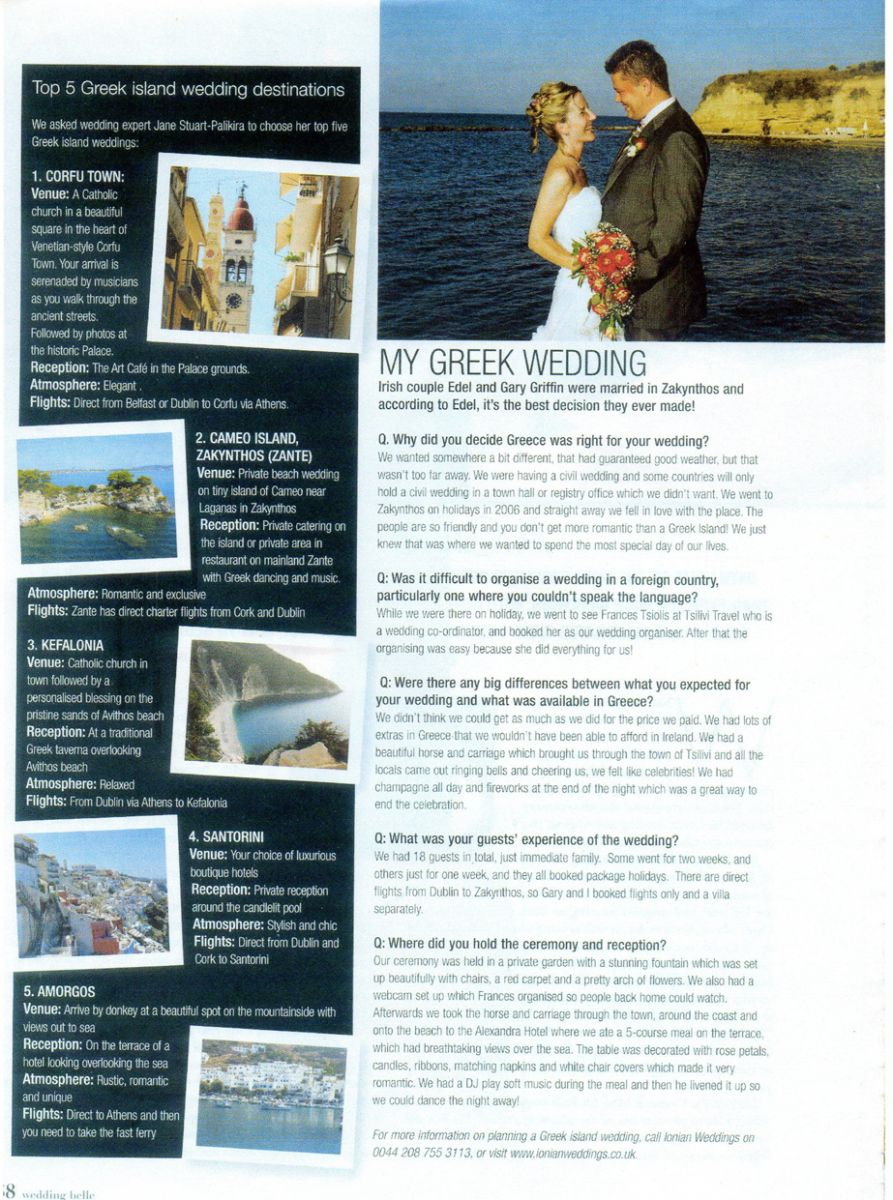 Top 5 Greek island wedding destinations
We asked wedding expert Jane Stuart-Palikira to choose her top five
Greek island weddings:
1. CORFU TOWN:
Venue: A Catholic
church in a beautiful
square in the heart of
Venetian-style Corfu
Town. Your arrival is
serenaded by musicians
as you walk through the
ancient streets.
Followed by photos at
the historic Palace.
Reception: The Art Café in the Palace grounds.
Atmosphere: Elegant .
Flights: Direct from Belfast or Dublin to Corfu via Athens.
2. CAMEO ISLAND,
ZAKYNTHOS (ZANTE)
Venue: Private beach wedding
on tiny island of Cameo near
Laganas in Zakynthos
Reception: Private catering on
the island or private area in
restaurant on mainland Zante
with Greek dancing and music.
Atmosphere: Romantic and exclusive
Flights: Zante has direct charter flights from Cork and Dublin
3. KEFALONIA
Venue: Catholic church in
town followed by a
personalised blessing on the
pristine sands of Avithos beach
Reception: At a traditional
Greek taverna overlooking
Avithos beach
Atmosphere: Relaxed
Flights: From Dublin via Athens to Kefalonia
4. SANTORINI
Venue: Your choice of luxurious
boutique hotels
Reception: Private reception
around the candlelit pool
Atmosphere: Stylish and chic
Flights: Direct from Dublin and
Cork to Santorini
5. AMORGOS
Venue: Arrive by donkey at a beautiful spot on the mountainside with
views out to sea
Reception: On the terrace of a
hotel looking overlooking the sea
Atmosphere: Rustic, romantic
and unique
Flights: Direct to Athens and then
you need to take the fast ferry
MY GREEK WEDDING
Irish couple Edel and Gary Griffin were married in Zakynthos and
according to Edel, it's the best decision they ever made!
Q. Why did you decide Greece was right for your wedding?
We wanted somewhere a bit different, that had guaranteed good weather, but that
wasn't too far away. We were having a civil wedding and some countries will only
hold a civil wedding in a town hall or registry office which we didn't want. We went to
Zakynthos on holidays in 2006 and straight away we fell in love with the place. The
people are so friendly and you don't get more romantic than a Greek Island! We just
knew that was where we wanted to spend the most special day of our lives.
Q: Was it difficult to organise a wedding in a foreign country,
particularly one where you couldn't speak the language?
While we were there on holiday, we went to see Frances Tsiolis at Tsilivi Travel who is
a wedding co-ordinator, and booked her as our wedding organiser. After that the
organising was easy because she did everything for us!
Q: Were there any big differences between what you expected for
your wedding and what was available in Greece?
We didn't think we could get as much as we did for the price we paid. We had lots of
extras in Greece that we wouldn't have been able to afford in Ireland. We had a
beautiful horse and carriage which brought us through the town of Tsilivi and all the
locals came out ringing bells and cheering us, we felt like celebrities! We had
champagne all day and fireworks at the end of the night which was a great way to
end the celebration.
Q: What was your guests' experience of the wedding?
We had 18 guests in total, just immediate family. Some went for two weeks, and
others just for one week, and they all booked package holidays. There are direct
flights from Dublin to Zakynthos, so Gary and I booked flights only and a villa
separately.
Q: Where did you hold the ceremony and reception?
Our ceremony was held in a private garden with a stunning fountain which was set
up beautifully with chairs, a red carpet and a pretty arch of flowers. We also had a
webcam set up which Frances organised so people back home could watch.
Afterwards we took the horse and carriage through the town, around the coast and
onto the beach to the Alexandra Hotel where we ate a 5-course meal on the terrace,
which had breathtaking views over the sea. The table was decorated with rose petals,
candles, ribbons, matching napkins and white chair covers which made it very
romantic. We had a DJ play soft music during the meal and then he livened it up so
we could dance the night away!
For more information on planning a Greek island wedding, call Ionian Weddings on
0044 208 755 3113, or visit www.ionianweddings.co.uk
8 wedding belle